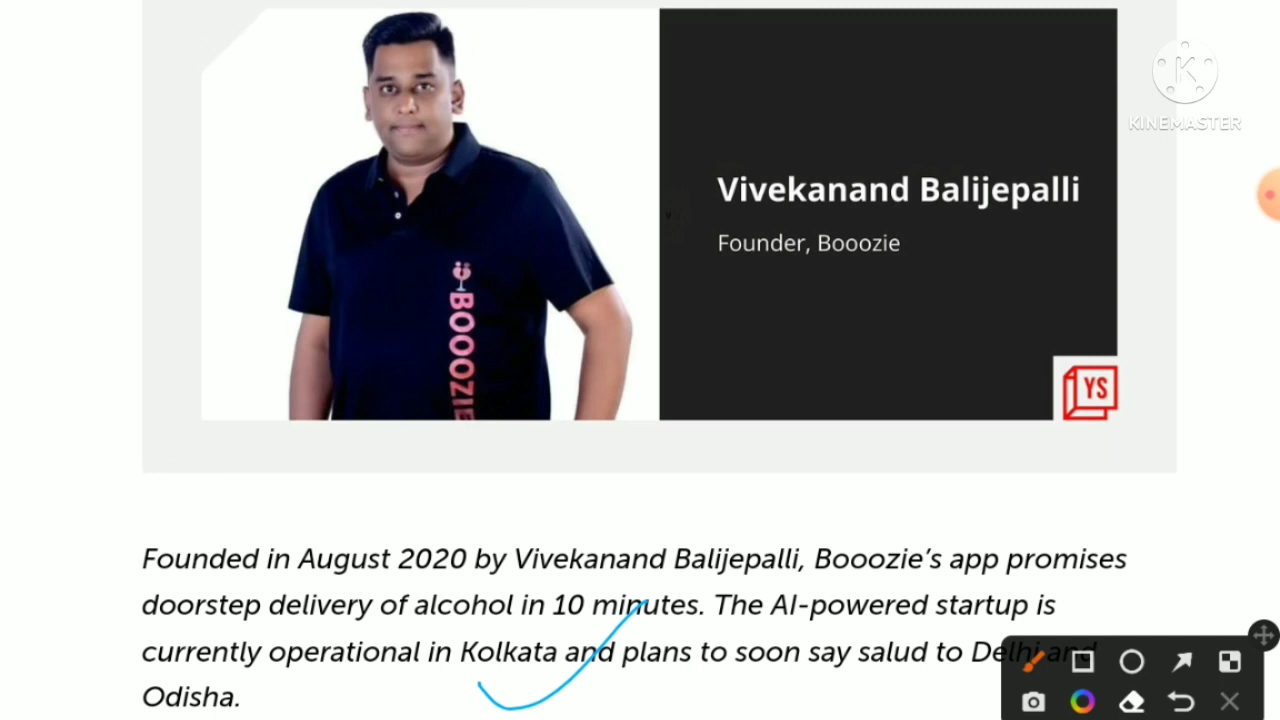 KINEMASTER
Vivekanand Balijepalli
Founder, Booozie
BOOOZIE
YS
Founded in August 2020 by Vivekanand Balijepalli, Booozie's app promises
doorstep delivery of alcohol in 10 minutes. The AI-powered startup is
currently operational in Kolkata and plans to soon say salud to Delhi and
Odisha.